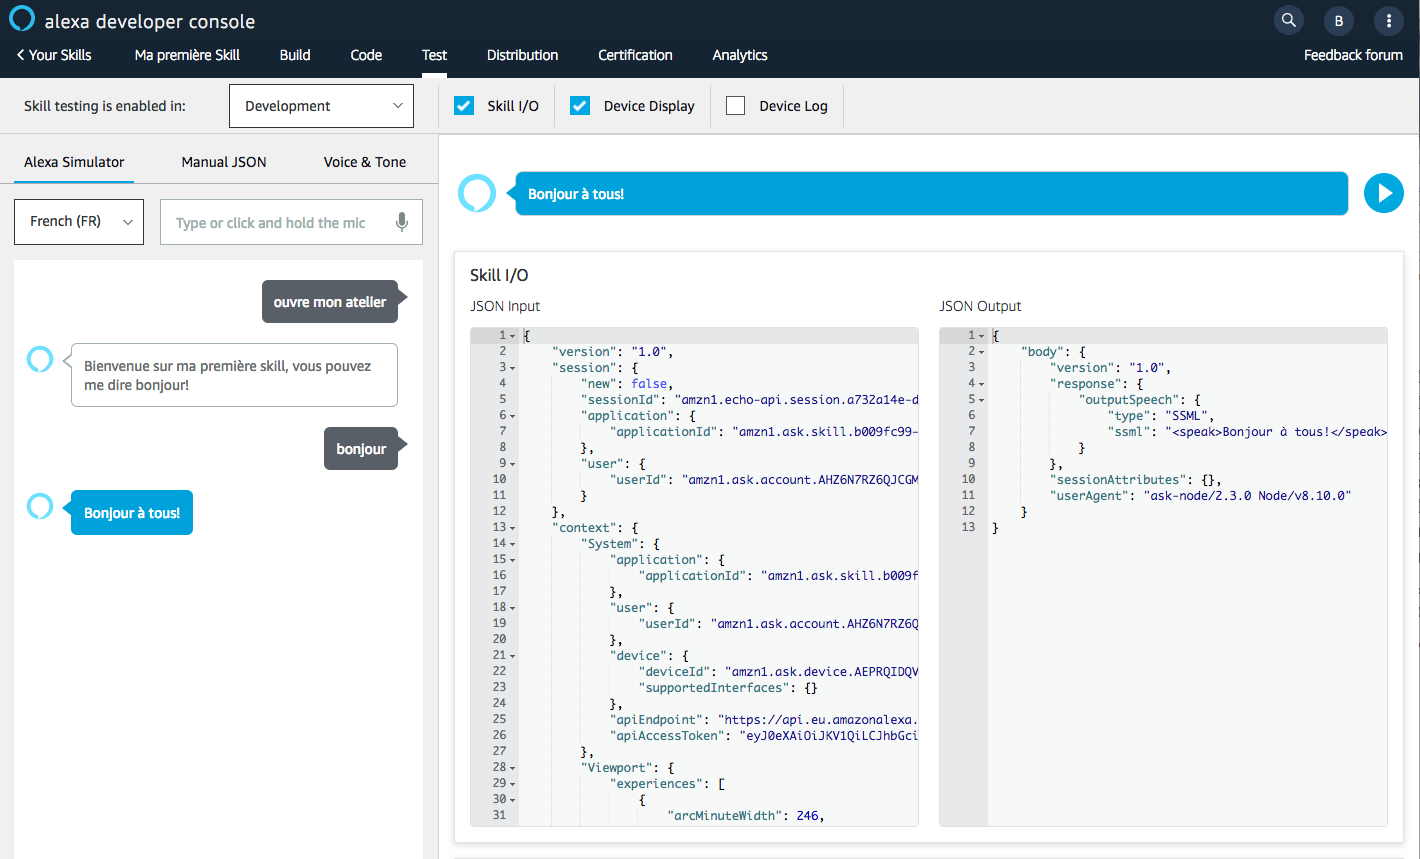 alexa developer console
B
Your Skills
Ma première Skill
Build
Code
Test
Distribution
Certification
Analytics
Feedback forum
Skill testing is enabled in:
Development
Skill I/O
Device Display
Device Log
Alexa Simulator
Manual JSON
Voice & Tone
French (FR)
Type or click and hold the mic
ouvre mon atelier
Bienvenue sur ma première skill, vous pouvez
me dire bonjour!
bonjour
Bonjour à tous!
Bonjour à tous!
Skill I/O
JSON Input
1 {
2 "version": "1.0",
3 "session": {
4 "new": false,
5 "sessionId": "amzn1.echo-api.session.a732a14e-d
6 "application": {
7 "applicationId": "amzn1.ask.skill.b009fc99-
8 },
9 "user": {
10 "userId": "amzn1.ask.account.AHZ6N7RZ6QJCGM
11 }
12 },
13 "context": {
14 "System": {
15 "application": {
16 "applicationId": "amzn1.ask.skill.b009f
17 },
18 "user": {
19 "userId": "amzn1.ask.account.AHZ6N7RZ6Q
20 },
21 "device": {
22 "deviceId": "amzn1.ask.device.AEPRQIDQV
23 "supportedInterfaces": {}
24 },
25 "apiEndpoint": "https://api.eu.amazonalexa.
26 "apiAccessToken": "eyJ0eXAiOiJKV1QiLCJhbGci
27 },
28 "Viewport": {
29 "experiences": [
30 {
31 "arcMinuteWidth": 246,
JSON Output
1 {
2 "body": {
3 "version": "1.0",
4 "response": {
5 "outputSpeech": {
6 "type": "SSML",
7 "ssml": "<speak>Bonjour à tous!</speak>
8 }
9 },
10 "sessionAttributes": {},
11 "userAgent": "ask-node/2.3.0 Node/v8.10.0"
12 }
13 }